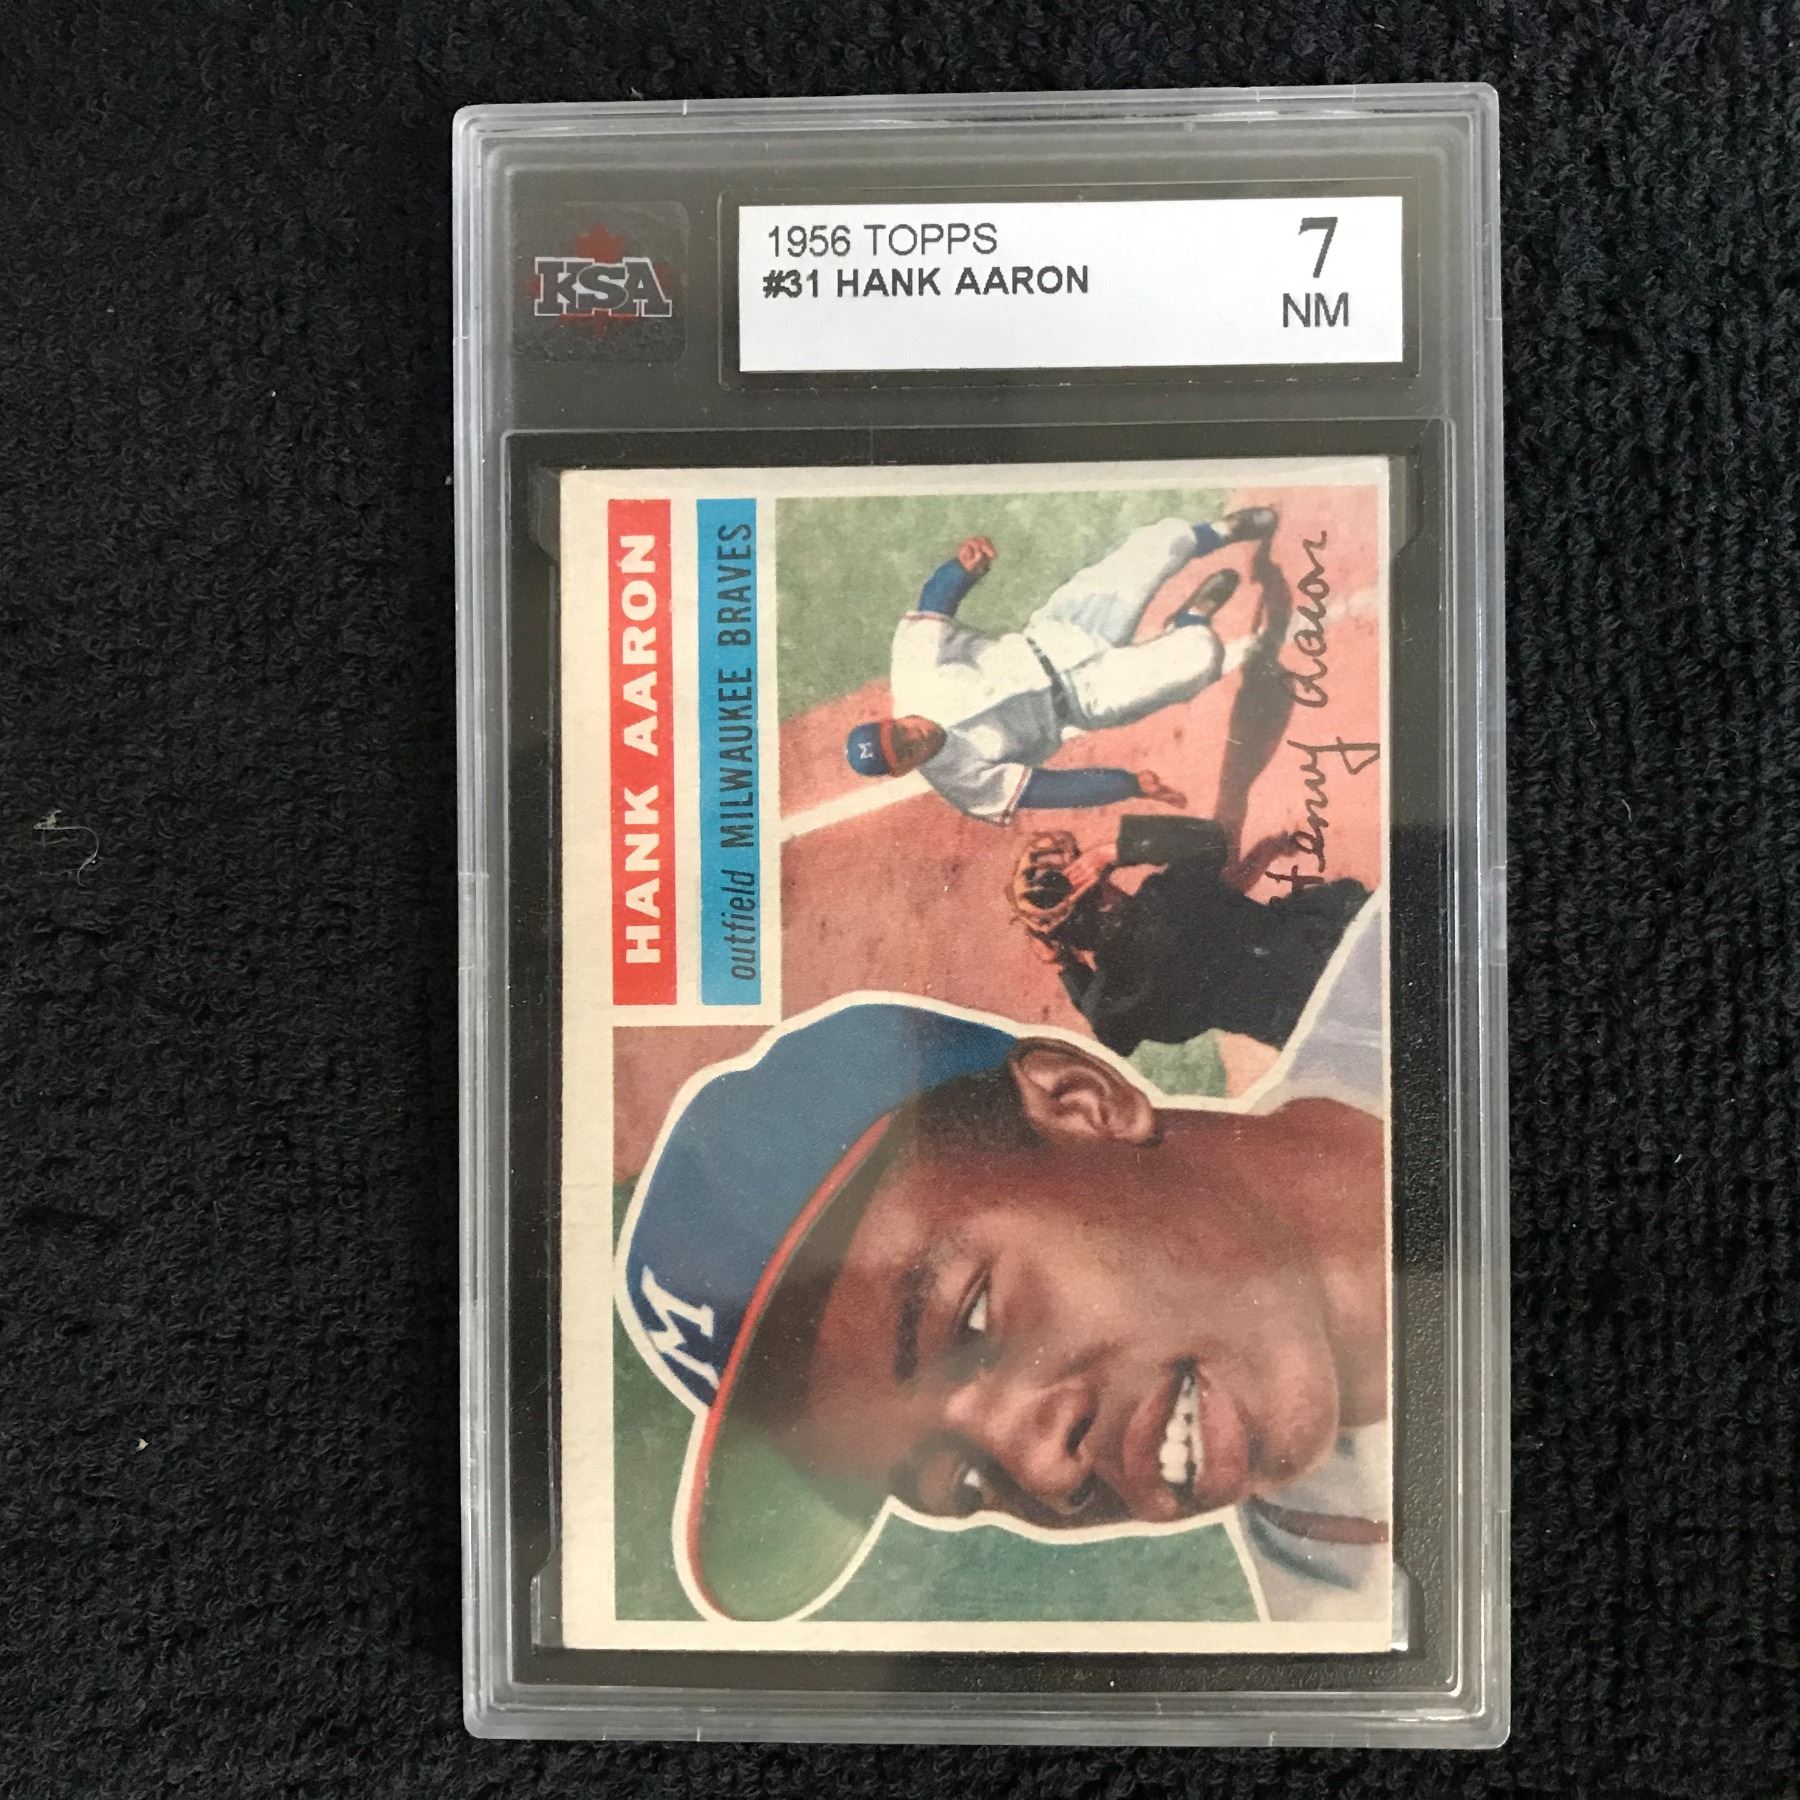 KSA
1956 TOPPS
#31 HANK AARON
7
NM
HANK AARON
outfield MILWAUKEE BRAVES
M
Henry Aaron
M